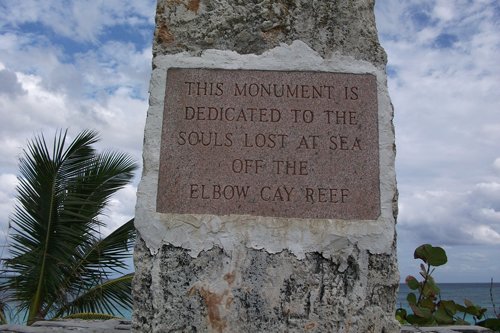 THIS MONUMENT IS
DEDICATED TO THE
SOULS LOST AT SEA
OFF THE
ELBOW CAY REEF